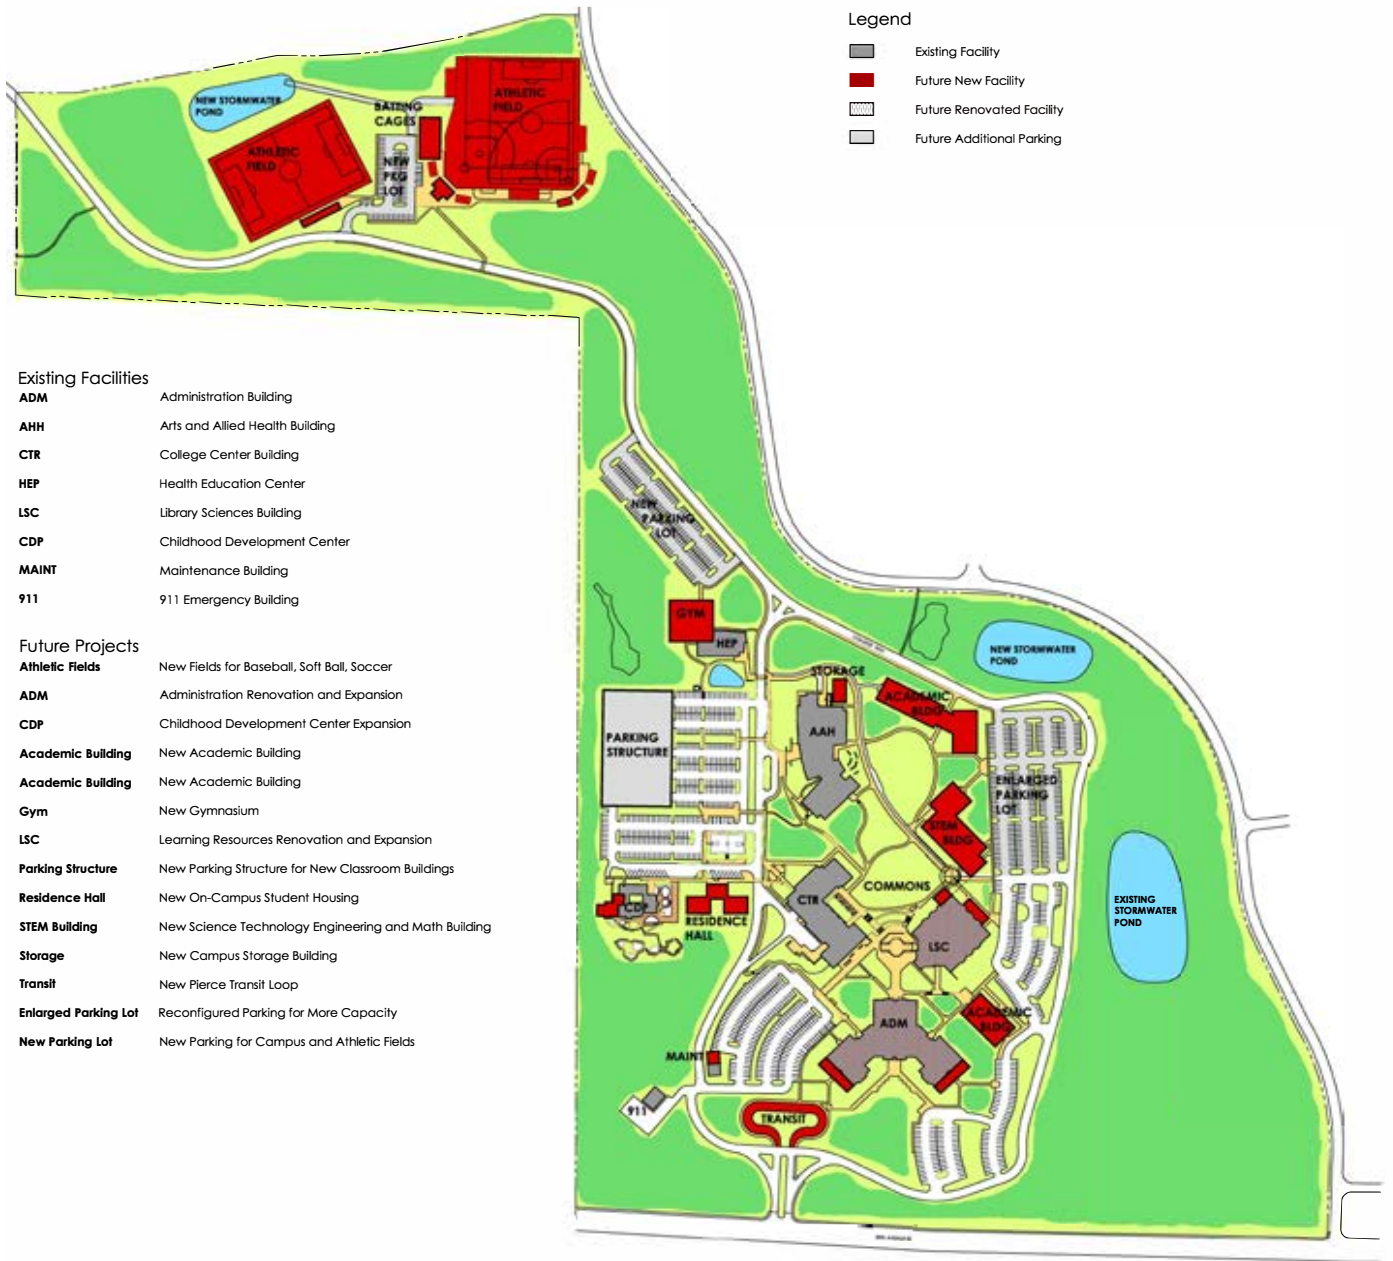 Legend
Existing Facility
Future New Facility
Future Renovated Facility
Future Additional Parking
NEW STORMWATER
POND
BATTING
CAGES
ATHLETIC
FIELD
ATHLETIC
FIELD
NEW
PKG
LOT
Existing Facilities
ADM Administration Building
AHH Arts and Allied Health Building
CTR College Center Building
HEP Health Education Center
LSC Library Sciences Building
CDP Childhood Development Center
MAINT Maintenance Building
911 911 Emergency Building
Future Projects
Athletic Fields New Fields for Baseball, Soft Ball, Soccer
ADM Administration Renovation and Expansion
CDP Childhood Development Center Expansion
Academic Building New Academic Building
Academic Building New Academic Building
Gym New Gymnasium
LSC Learning Resources Renovation and Expansion
Parking Structure New Parking Structure for New Classroom Buildings
Residence Hall New On-Campus Student Housing
STEM Building New Science Technology Engineering and Math Building
Storage New Campus Storage Building
Transit New Pierce Transit Loop
Enlarged Parking Lot Reconfigured Parking for More Capacity
New Parking Lot New Parking for Campus and Athletic Fields
NEW
PARKING
LOT
GYM
HEP
NEW STORMWATER
POND
STORAGE
ACADEMIC
BLDG
AAH
PARKING
STRUCTURE
ENLARGED
PARKING
LOT
STEM
BLDG
COMMONS
CTR
CDP
RESIDENCE
HALL
LSC
EXISTING
STORMWATER
POND
ACADEMIC
BLDG
ADM
MAINT
911
TRANSIT